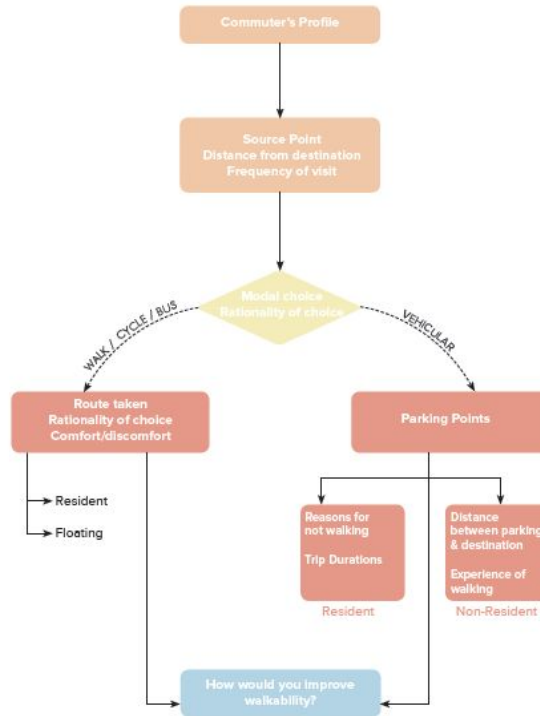 Commuter's Profile
Source Point
Distance from destination
Frequency of visit
Modal choice
Rationality of choice
WALK / CYCLE / BUS
VEHICULAR
Route taken
Rationality of choice
Comfort/discomfort
Parking Points
Resident
Floating
Reasons for
not walking
Trip Durations
Resident
Distance
between parking
& destination
Experience of
walking
Non-Resident
How would you improve
walkability?